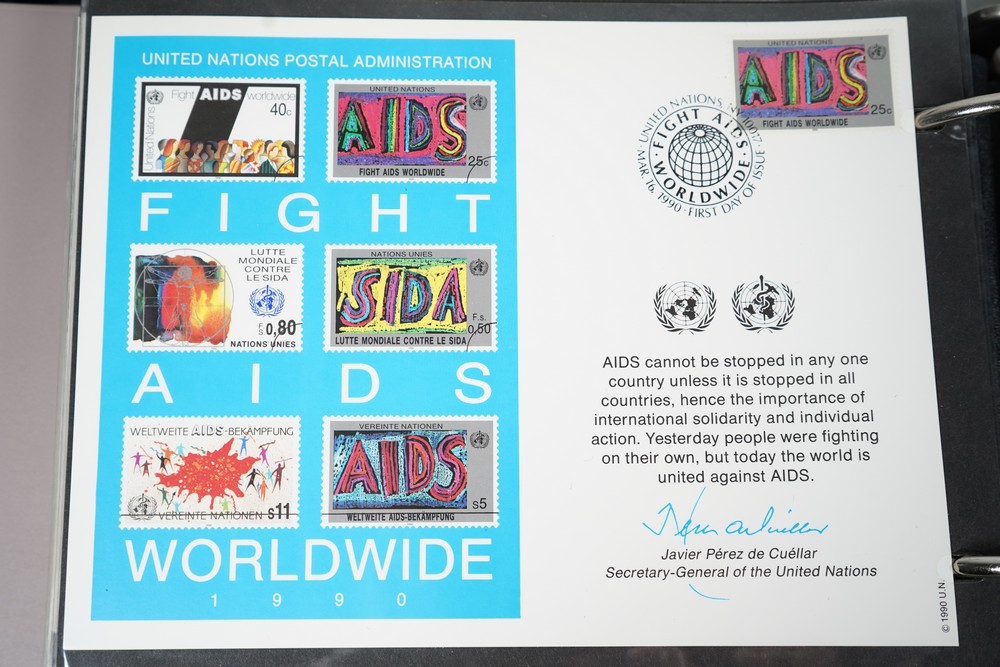 UNITED NATIONS POSTAL ADMINISTRATION
Fight AIDS worldwide
40c
United Nations
UNITED NATIONS
AIDS
25c
FIGHT AIDS WORLDWIDE
FIGHT
LUTTE
MONDIALE
CONTRE
LE SIDA
F.
S. 0,80
NATIONS UNIES
NATIONS UNIES
SIDA
F.s.
0,50
LUTTE MONDIALE CONTRE LE SIDA
AIDS
WELTWEITE AIDS-BEKÄMPFUNG
VEREINTE NATIONEN s11
VEREINTE NATIONEN
AIDS
s5
WELTWEITE AIDS-BEKÄMPFUNG
WORLDWIDE
1990
UNITED NATIONS
AIDS
25c
FIGHT AIDS WORLDWIDE
UNITED NATIONS, NY 10017
FIGHT AIDS
WORLDWIDE
MAR. 16, 1990 · FIRST DAY OF ISSUE
AIDS cannot be stopped in any one
country unless it is stopped in all
countries, hence the importance of
international solidarity and individual
action. Yesterday people were fighting
on their own, but today the world is
united against AIDS.
Javier Pérez de Cuéllar
Secretary-General of the United Nations
© 1990 U.N.